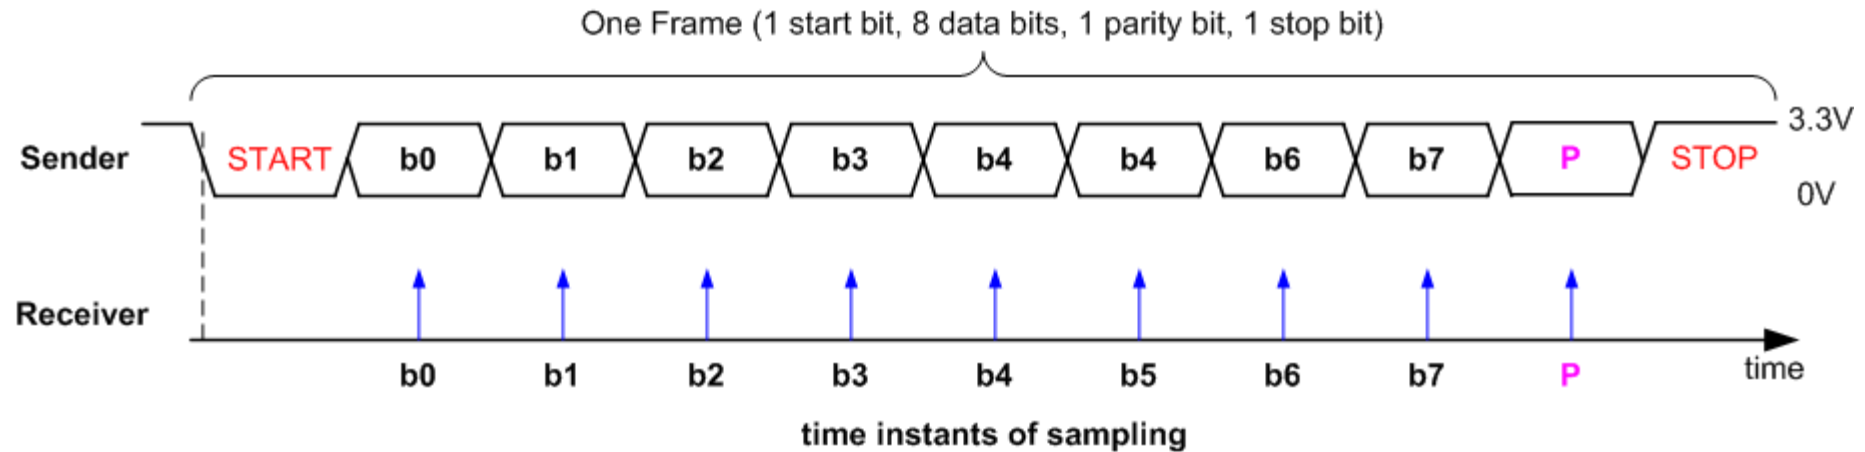 One Frame (1 start bit, 8 data bits, 1 parity bit, 1 stop bit)
3.3V
Sender START b0 b1 b2 b3 b4 b4 b6 b7 P STOP
0V
Receiver
b0 b1 b2 b3 b4 b5 b6 b7 P time
time instants of sampling